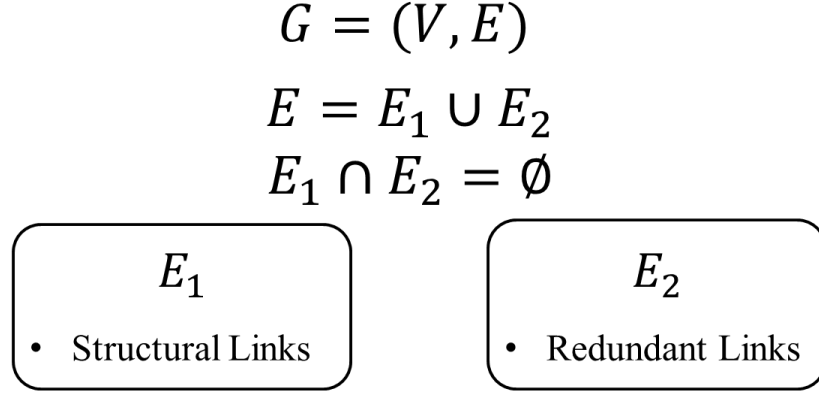 G = (V, E)
E = E₁ ∪ E₂
E₁ ∩ E₂ = ∅
E₁
• Structural Links
E₂
• Redundant Links